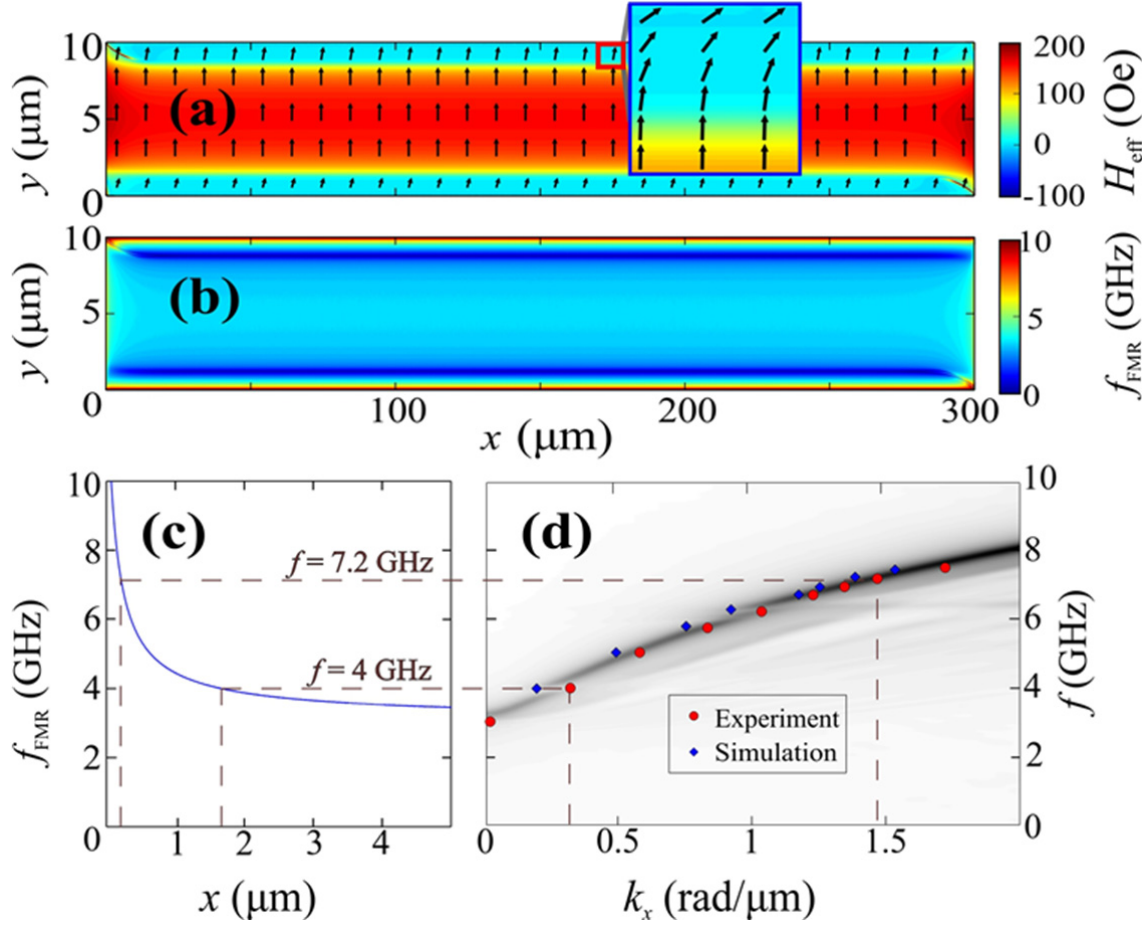 10
5
0
y (μm)
(a)
200
100
0
-100
H_eff (Oe)
10
5
0
y (μm)
(b)
100
200
300
x (μm)
10
5
0
f_FMR (GHz)
10
8
6
4
2
0
f_FMR (GHz)
(c)
f = 7.2 GHz
f = 4 GHz
1
2
3
4
x (μm)
(d)
Experiment
Simulation
10
8
6
4
2
0
f (GHz)
0
0.5
1
1.5
k_x (rad/μm)